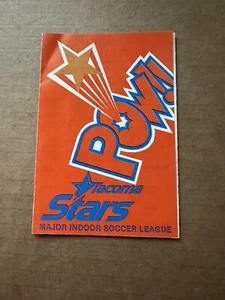 POW!!
Tacoma
Stars
MAJOR INDOOR SOCCER LEAGUE